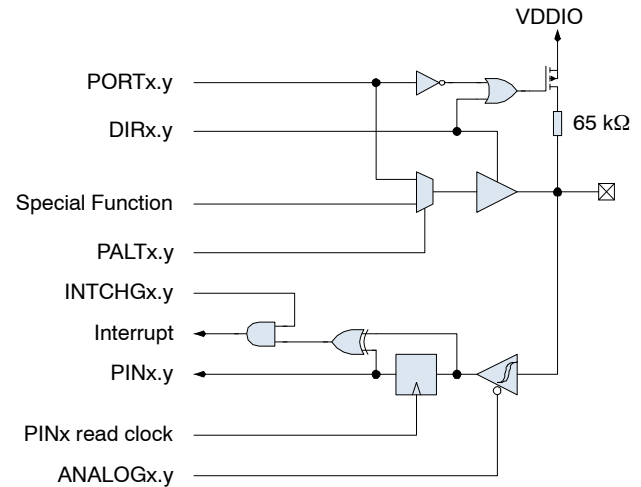 VDDIO
PORTx.y
65 kΩ
DIRx.y
Special Function
PALTx.y
INTCHGx.y
Interrupt
PINx.y
PINx read clock
ANALOGx.y